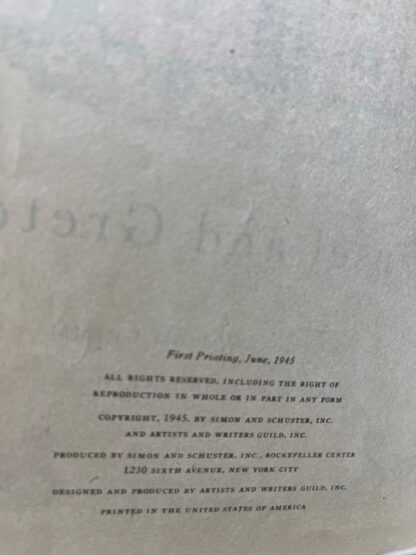 nsel and Grete
First Printing, June, 1945
ALL RIGHTS RESERVED, INCLUDING THE RIGHT OF
REPRODUCTION IN WHOLE OR IN PART IN ANY FORM
COPYRIGHT, 1945, BY SIMON AND SCHUSTER, INC.
AND ARTISTS AND WRITERS GUILD, INC.
PRODUCED BY SIMON AND SCHUSTER, INC., ROCKEFELLER CENTER
1230 SIXTH AVENUE, NEW YORK CITY
DESIGNED AND PRODUCED BY ARTISTS AND WRITERS GUILD, INC.
PRINTED IN THE UNITED STATES OF AMERICA